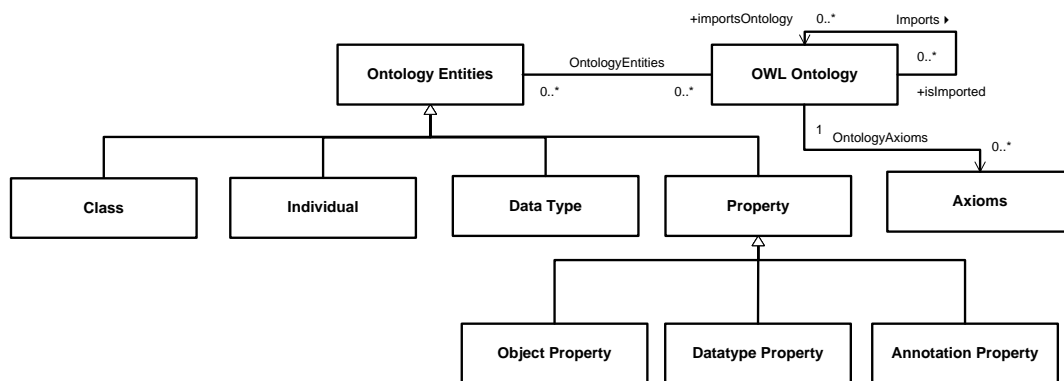 +importsOntology
0..*
Imports
Ontology Entities
OntologyEntities
OWL Ontology
0..*
0..*
0..*
+isImported
1
OntologyAxioms
0..*
Class
Individual
Data Type
Property
Axioms
Object Property
Datatype Property
Annotation Property